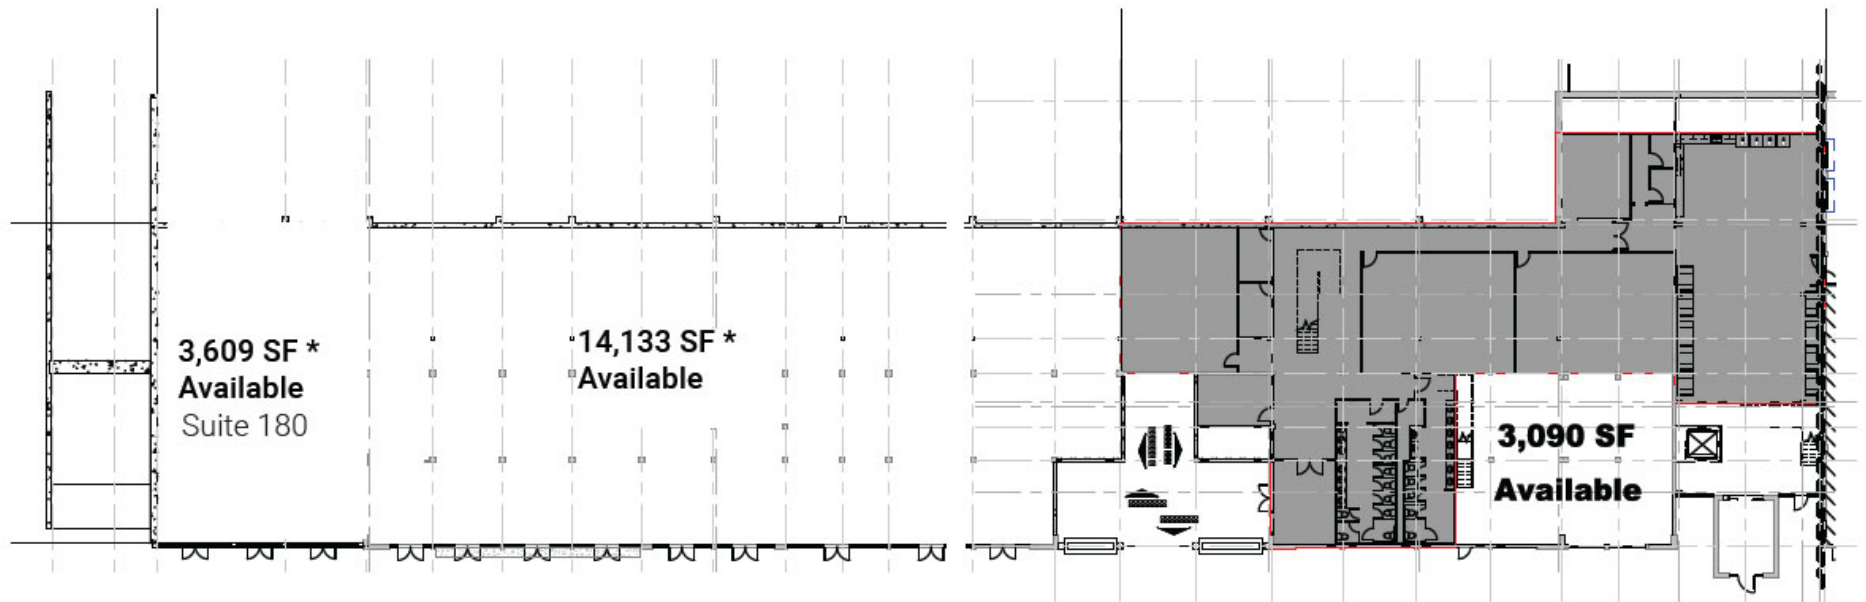 3,609 SF *
Available
Suite 180
14,133 SF *
Available
3,090 SF
Available